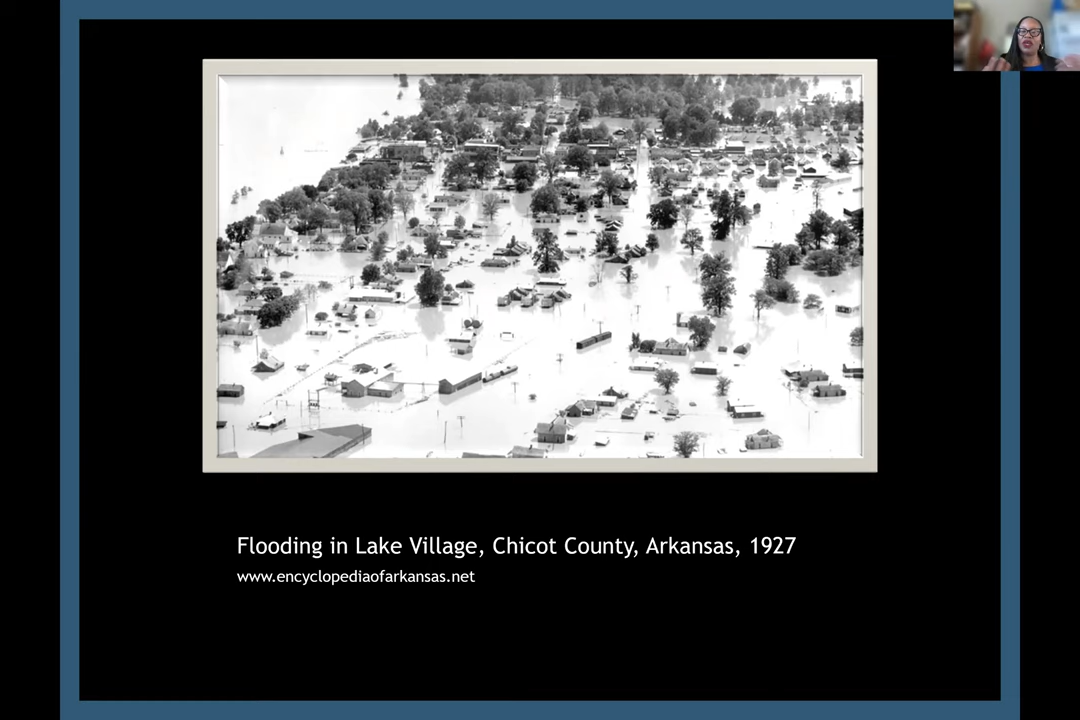 Flooding in Lake Village, Chicot County, Arkansas, 1927
www.encyclopediaofarkansas.net